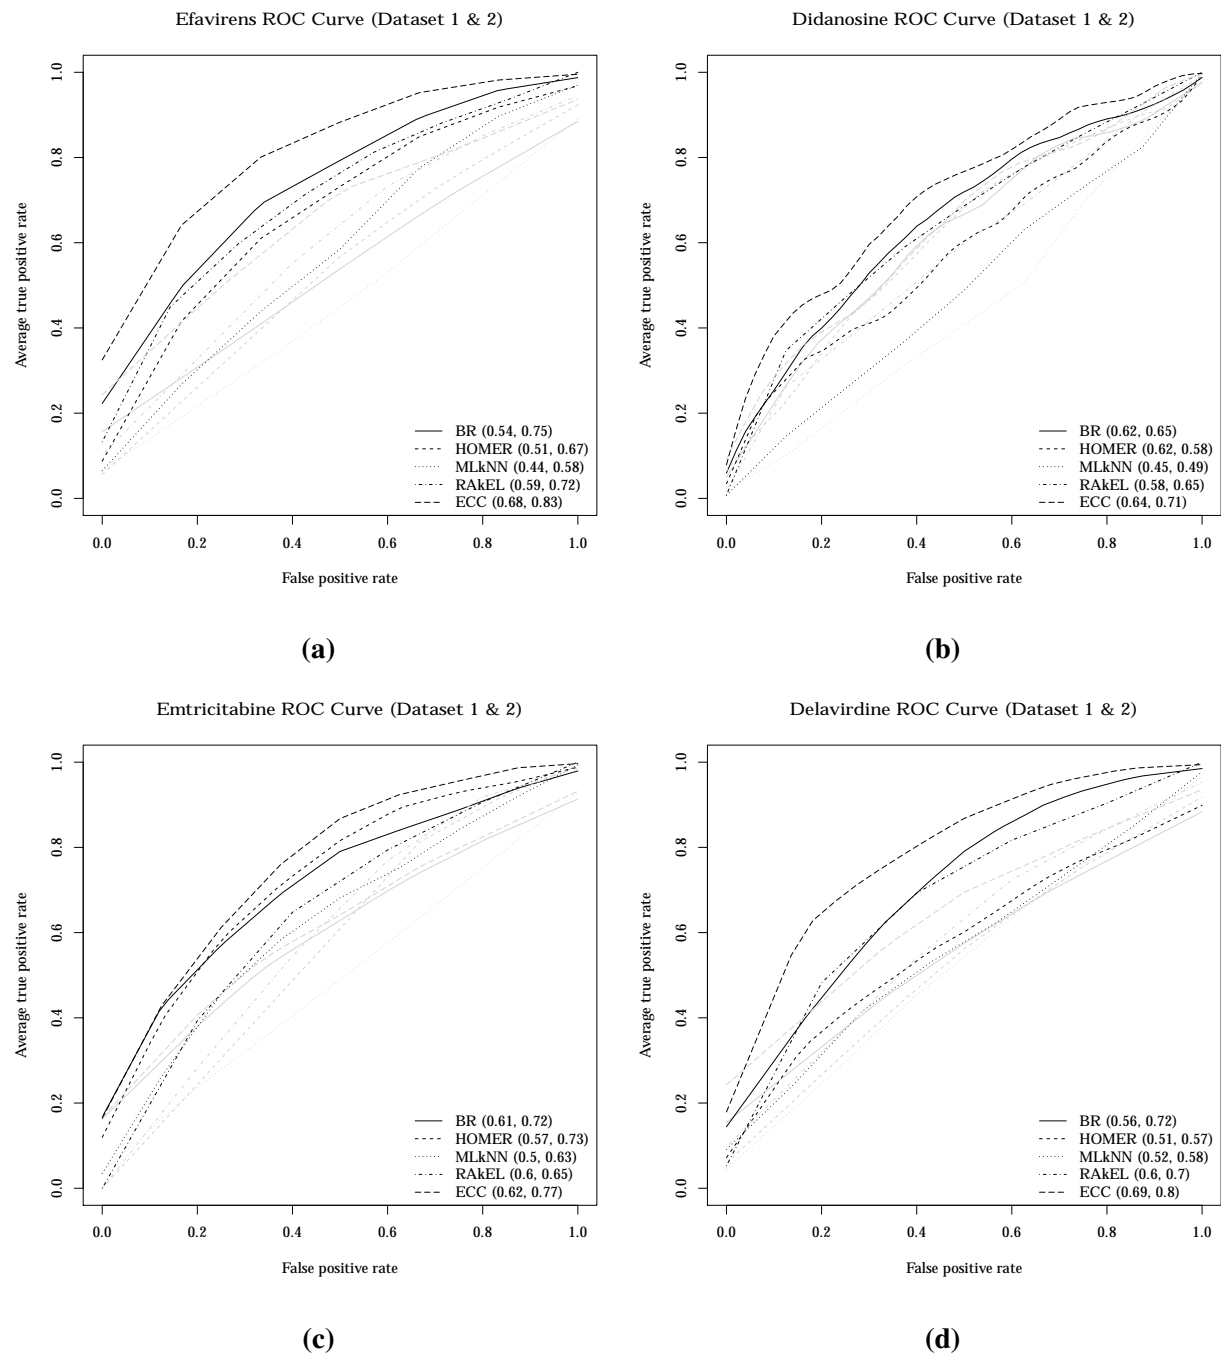 Efavirens ROC Curve (Dataset 1 & 2)
Average true positive rate
1.0
0.8
0.6
0.4
0.2
0.0
BR (0.54, 0.75)
HOMER (0.51, 0.67)
MLkNN (0.44, 0.58)
RAkEL (0.59, 0.72)
ECC (0.68, 0.83)
0.0 0.2 0.4 0.6 0.8 1.0
False positive rate
(a)
Didanosine ROC Curve (Dataset 1 & 2)
Average true positive rate
1.0
0.8
0.6
0.4
0.2
0.0
BR (0.62, 0.65)
HOMER (0.62, 0.58)
MLkNN (0.45, 0.49)
RAkEL (0.58, 0.65)
ECC (0.64, 0.71)
0.0 0.2 0.4 0.6 0.8 1.0
False positive rate
(b)
Emtricitabine ROC Curve (Dataset 1 & 2)
Average true positive rate
1.0
0.8
0.6
0.4
0.2
0.0
BR (0.61, 0.72)
HOMER (0.57, 0.73)
MLkNN (0.5, 0.63)
RAkEL (0.6, 0.65)
ECC (0.62, 0.77)
0.0 0.2 0.4 0.6 0.8 1.0
False positive rate
(c)
Delavirdine ROC Curve (Dataset 1 & 2)
Average true positive rate
1.0
0.8
0.6
0.4
0.2
0.0
BR (0.56, 0.72)
HOMER (0.51, 0.57)
MLkNN (0.52, 0.58)
RAkEL (0.6, 0.7)
ECC (0.69, 0.8)
0.0 0.2 0.4 0.6 0.8 1.0
False positive rate
(d)